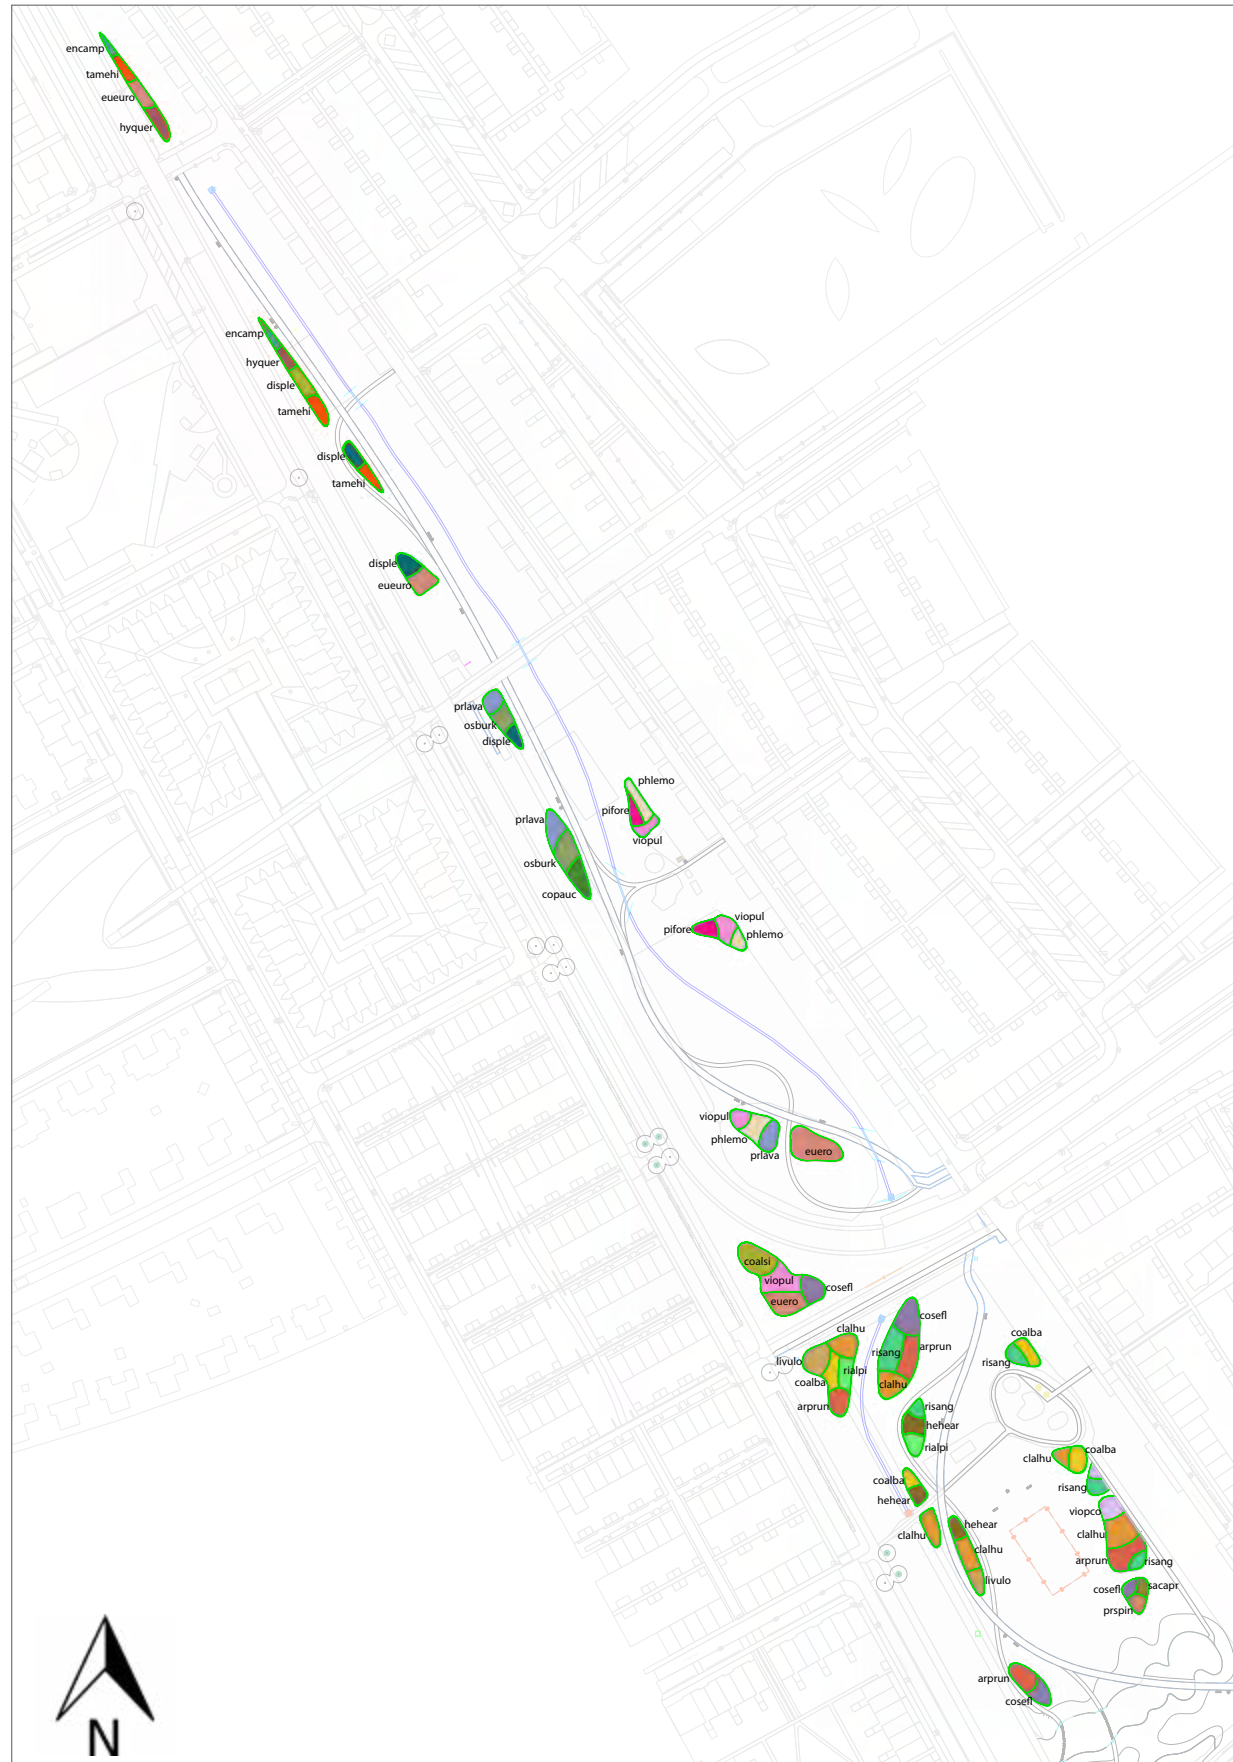 encamp
tamehi
eueuro
hyquer
encamp
hyquer
disple
tamehi
disple
tamehi
disple
eueuro
prlava
osburk
disple
phlemo
pifore
viopul
prlava
osburk
copauc
viopul
pifore
phlemo
viopul
phlemo
prlava
euero
coalsi
viopul
cosefl
euero
clalhu
livulo
rialpi
coalba
arprun
cosefl
arprun
risang
clalhu
coalba
risang
risang
hehear
rialpi
coalba
hehear
clalhu
hehear
clalhu
livulo
coalba
clalhu
risang
viopco
clalhu
arprun
risang
cosefl
sacapr
prspin
arprun
cosefl
N